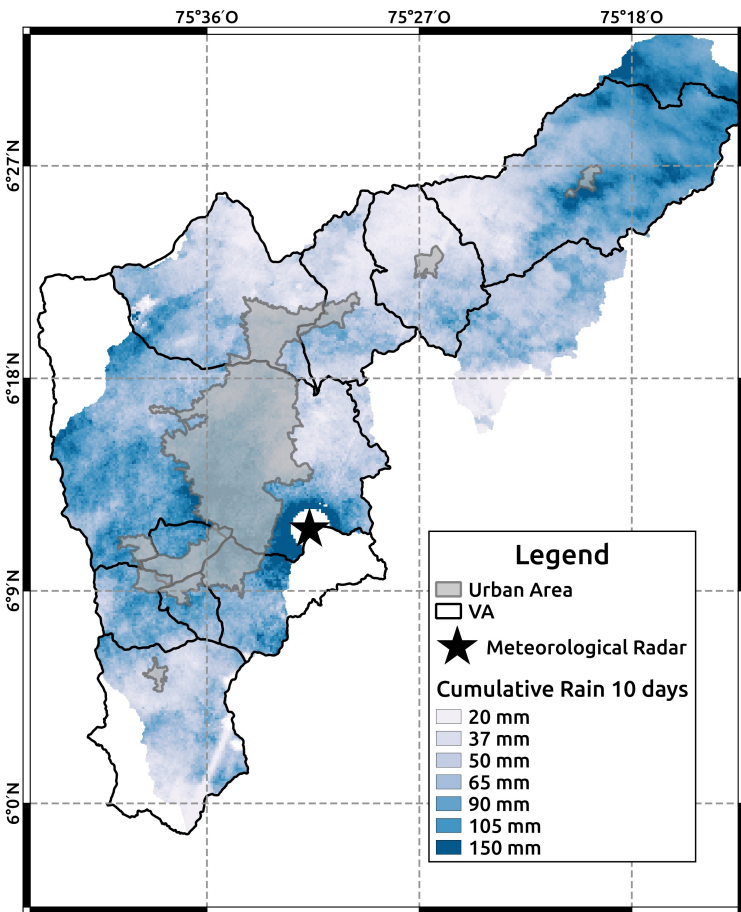 75°36´O 75°27´O 75°18´O
6°27´N
6°18´N
6°9´N
6°0´N
Legend
Urban Area
VA
Meteorological Radar
Cumulative Rain 10 days
20 mm
37 mm
50 mm
65 mm
90 mm
105 mm
150 mm